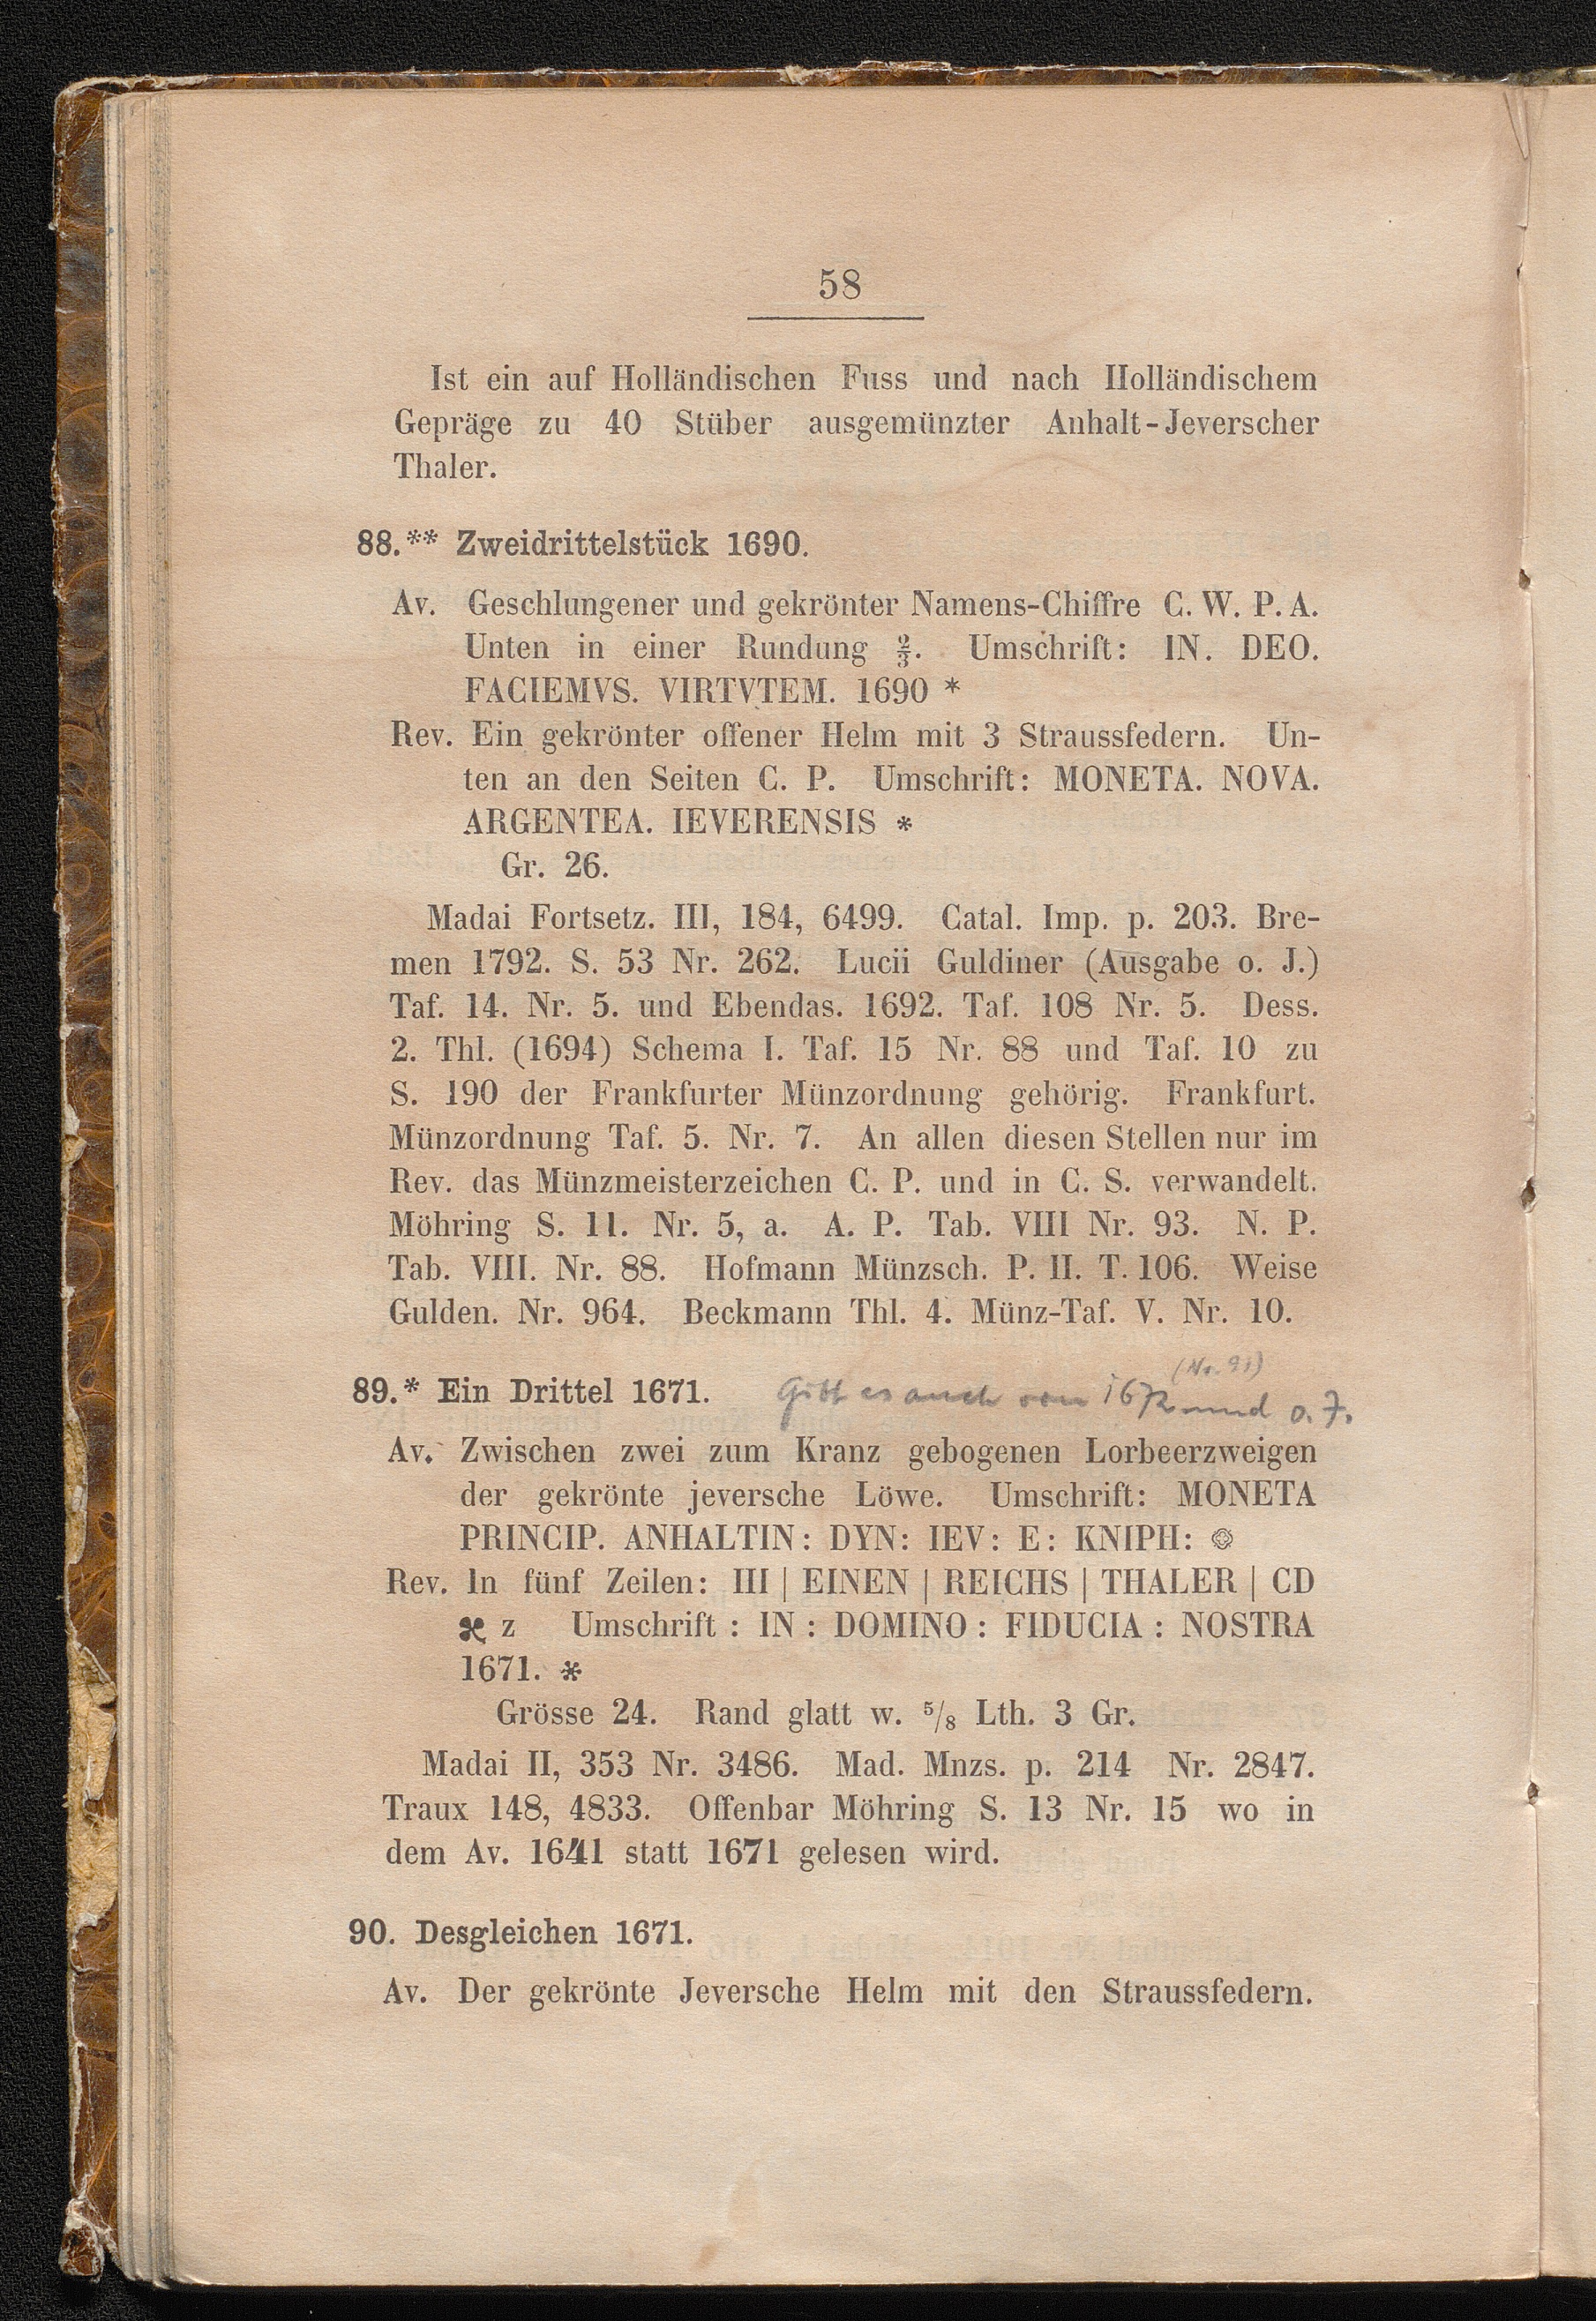 58
Ist ein auf Holländischen Fuss und nach Holländischem
Gepräge zu 40 Stüber ausgemünzter Anhalt-Jeverscher
Thaler.
88.** Zweidrittelstück 1690.
Av. Geschlungener und gekrönter Namens-Chiffre C. W. P. A.
Unten in einer Rundung ⅔. Umschrift: IN. DEO.
FACIEMVS. VIRTVTEM. 1690 *
Rev. Ein gekrönter offener Helm mit 3 Straussfedern. Un-
ten an den Seiten C. P. Umschrift: MONETA. NOVA.
ARGENTEA. IEVERENSIS *
Gr. 26.
Madai Fortsetz. III, 184, 6499. Catal. Imp. p. 203. Bre-
men 1792. S. 53 Nr. 262. Lucii Guldiner (Ausgabe o. J.)
Taf. 14. Nr. 5. und Ebendas. 1692. Taf. 108 Nr. 5. Dess.
2. Thl. (1694) Schema I. Taf. 15 Nr. 88 und Taf. 10 zu
S. 190 der Frankfurter Münzordnung gehörig. Frankfurt.
Münzordnung Taf. 5. Nr. 7. An allen diesen Stellen nur im
Rev. das Münzmeisterzeichen C. P. und in C. S. verwandelt.
Möhring S. 11. Nr. 5, a. A. P. Tab. VIII Nr. 93. N. P.
Tab. VIII. Nr. 88. Hofmann Münzsch. P. II. T. 106. Weise
Gulden. Nr. 964. Beckmann Thl. 4. Münz-Taf. V. Nr. 10.
(Nr. 91)
89.* Ein Drittel 1671. Gibt es auch von 1672 und o. J.
Av. Zwischen zwei zum Kranz gebogenen Lorbeerzweigen
der gekrönte jeversche Löwe. Umschrift: MONETA
PRINCIP. ANHALTIN: DYN: IEV: E: KNIPH:
Rev. In fünf Zeilen: III | EINEN | REICHS | THALER | CD
z Umschrift : IN : DOMINO : FIDUCIA : NOSTRA
1671. *
Grösse 24. Rand glatt w. 5/8 Lth. 3 Gr.
Madai II, 353 Nr. 3486. Mad. Mnzs. p. 214 Nr. 2847.
Traux 148, 4833. Offenbar Möhring S. 13 Nr. 15 wo in
dem Av. 1641 statt 1671 gelesen wird.
90. Desgleichen 1671.
Av. Der gekrönte Jeversche Helm mit den Straussfedern.